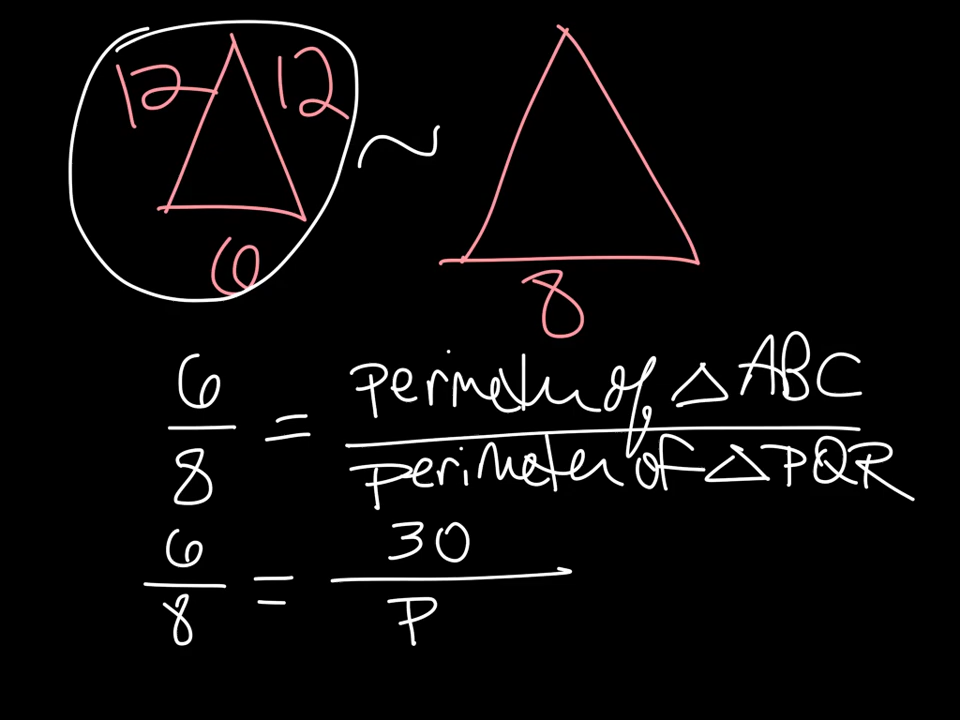 12 12
~
6
8
6/8 = perimeter of △ABC/perimeter of △PQR
6/8 = 30/P